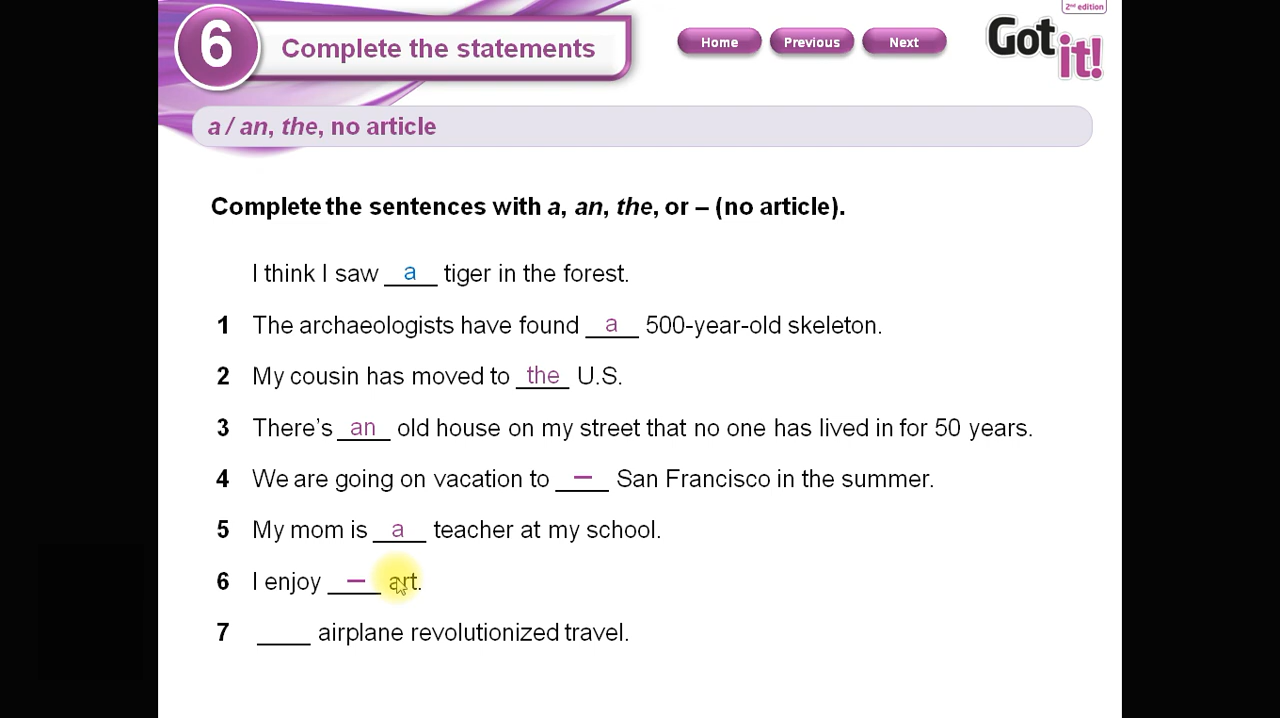 2nd edition
6 Complete the statements
Home Previous Next
Got it!
a / an, the, no article
Complete the sentences with a, an, the, or – (no article).
I think I saw a tiger in the forest.
1 The archaeologists have found a 500-year-old skeleton.
2 My cousin has moved to the U.S.
3 There's an old house on my street that no one has lived in for 50 years.
4 We are going on vacation to – San Francisco in the summer.
5 My mom is a teacher at my school.
6 I enjoy – art.
7 ____ airplane revolutionized travel.